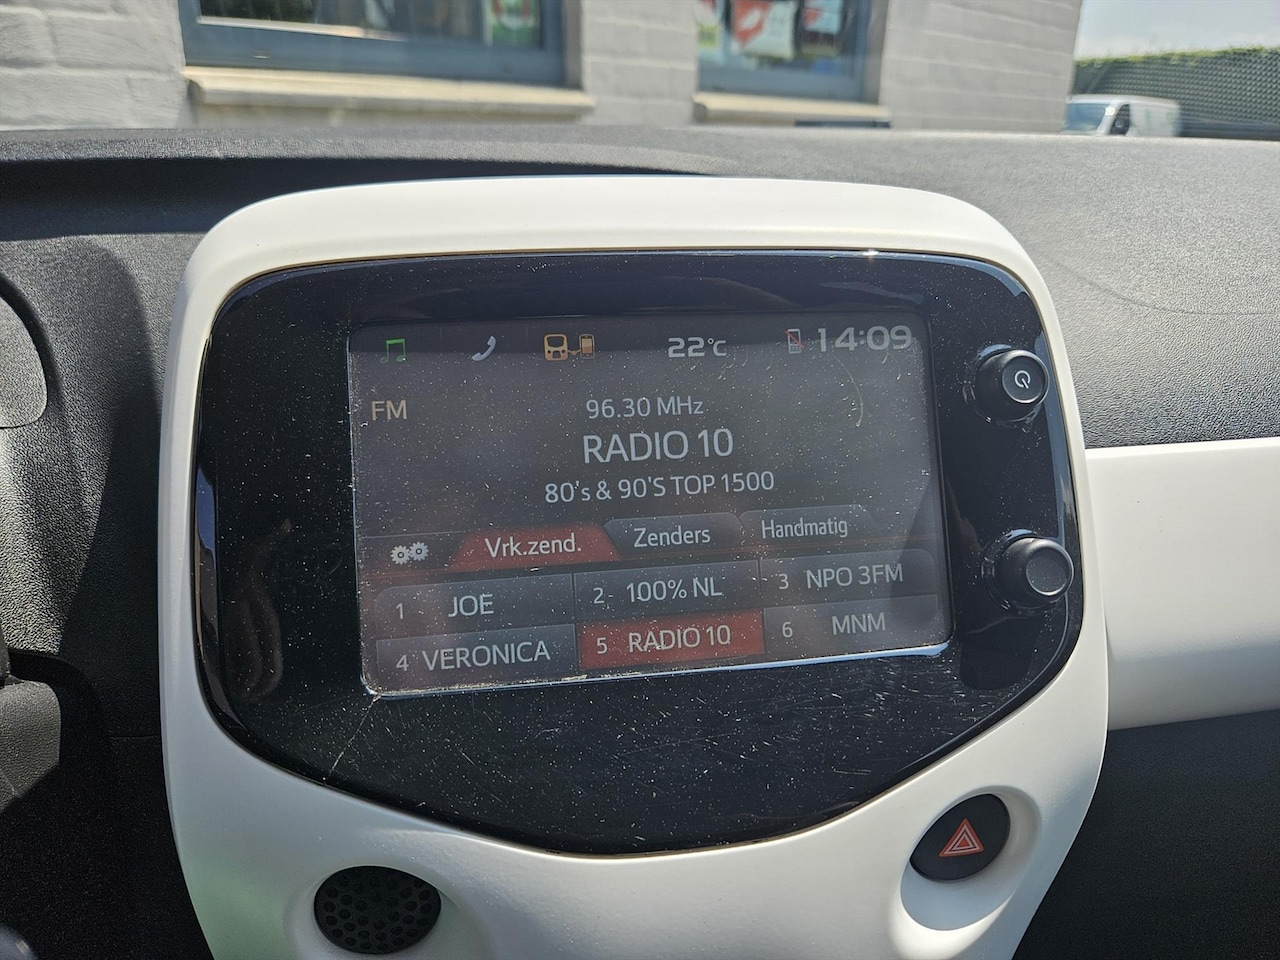 22°C 14:09
FM 96.30 MHz
RADIO 10
80's & 90'S TOP 1500
Vrk.zend. Zenders Handmatig
1 JOE 2 100% NL 3 NPO 3FM
4 VERONICA 5 RADIO 10 6 MNM